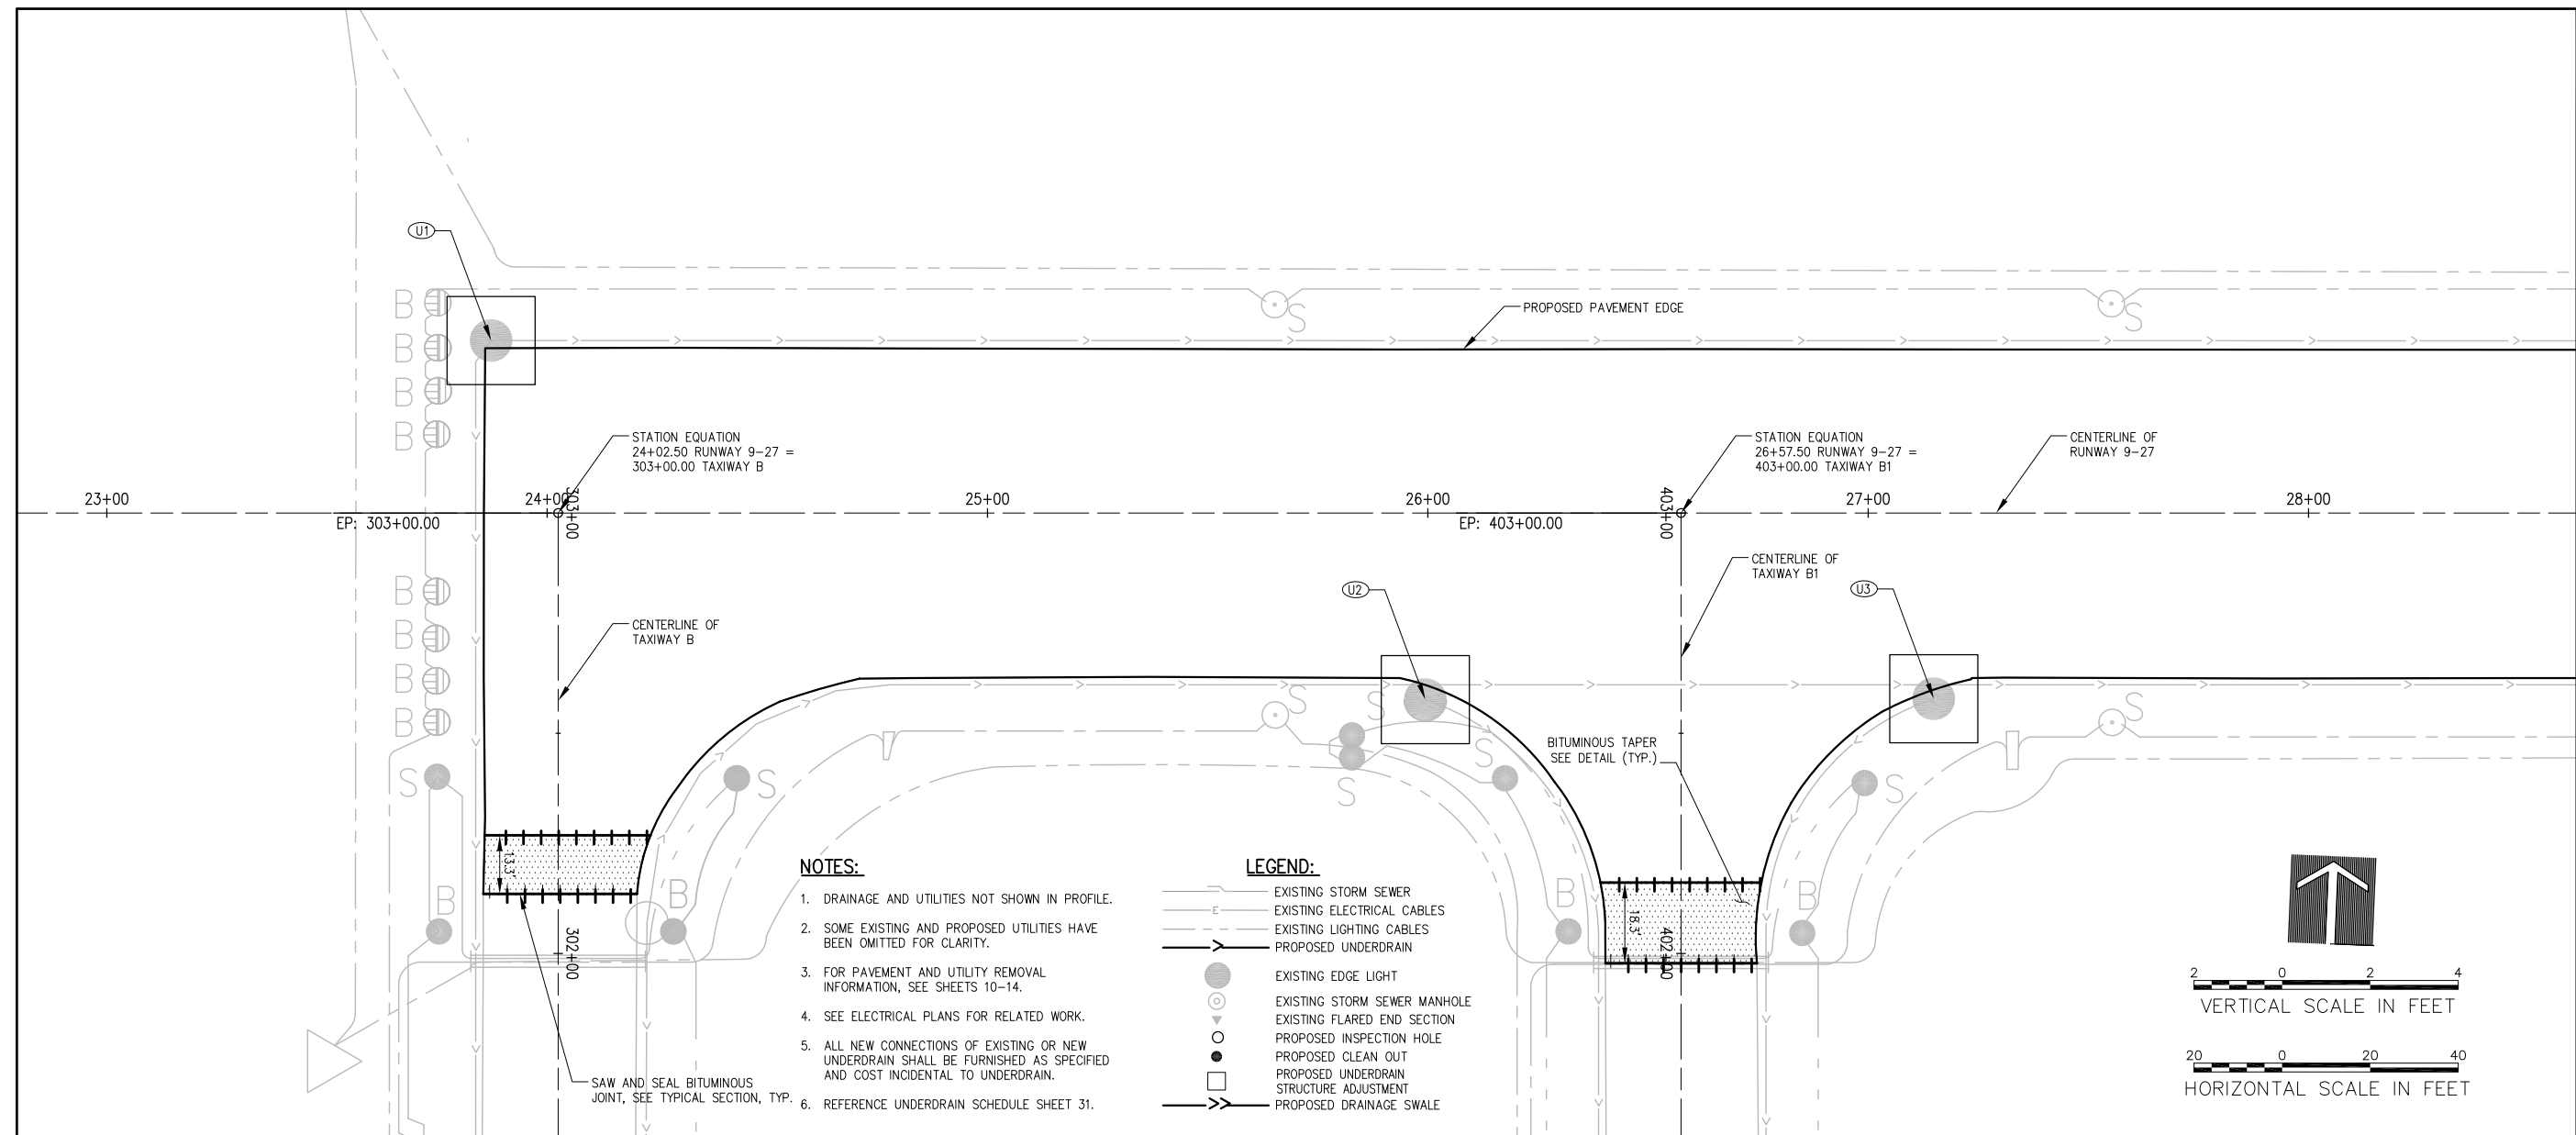 U1
B
B
B
B
S
S
PROPOSED PAVEMENT EDGE
STATION EQUATION
24+02.50 RUNWAY 9-27 =
303+00.00 TAXIWAY B
STATION EQUATION
26+57.50 RUNWAY 9-27 =
403+00.00 TAXIWAY B1
CENTERLINE OF
RUNWAY 9-27
23+00
24+00
303+00
25+00
26+00
403+00
27+00
28+00
EP: 303+00.00
EP: 403+00.00
CENTERLINE OF
TAXIWAY B1
B
B
B
B
U2
U3
CENTERLINE OF
TAXIWAY B
S
S
S
S
S
S
S
S
S
BITUMINOUS TAPER
SEE DETAIL (TYP.)
13.3'
18.3'
B
B
B
B
302+00
402+00
SAW AND SEAL BITUMINOUS
JOINT, SEE TYPICAL SECTION, TYP.
NOTES:
1. DRAINAGE AND UTILITIES NOT SHOWN IN PROFILE.
2. SOME EXISTING AND PROPOSED UTILITIES HAVE
BEEN OMITTED FOR CLARITY.
3. FOR PAVEMENT AND UTILITY REMOVAL
INFORMATION, SEE SHEETS 10-14.
4. SEE ELECTRICAL PLANS FOR RELATED WORK.
5. ALL NEW CONNECTIONS OF EXISTING OR NEW
UNDERDRAIN SHALL BE FURNISHED AS SPECIFIED
AND COST INCIDENTAL TO UNDERDRAIN.
6. REFERENCE UNDERDRAIN SCHEDULE SHEET 31.
LEGEND:
EXISTING STORM SEWER
E EXISTING ELECTRICAL CABLES
EXISTING LIGHTING CABLES
PROPOSED UNDERDRAIN
EXISTING EDGE LIGHT
EXISTING STORM SEWER MANHOLE
EXISTING FLARED END SECTION
PROPOSED INSPECTION HOLE
PROPOSED CLEAN OUT
PROPOSED UNDERDRAIN
STRUCTURE ADJUSTMENT
PROPOSED DRAINAGE SWALE
2 0 2 4
VERTICAL SCALE IN FEET
20 0 20 40
HORIZONTAL SCALE IN FEET